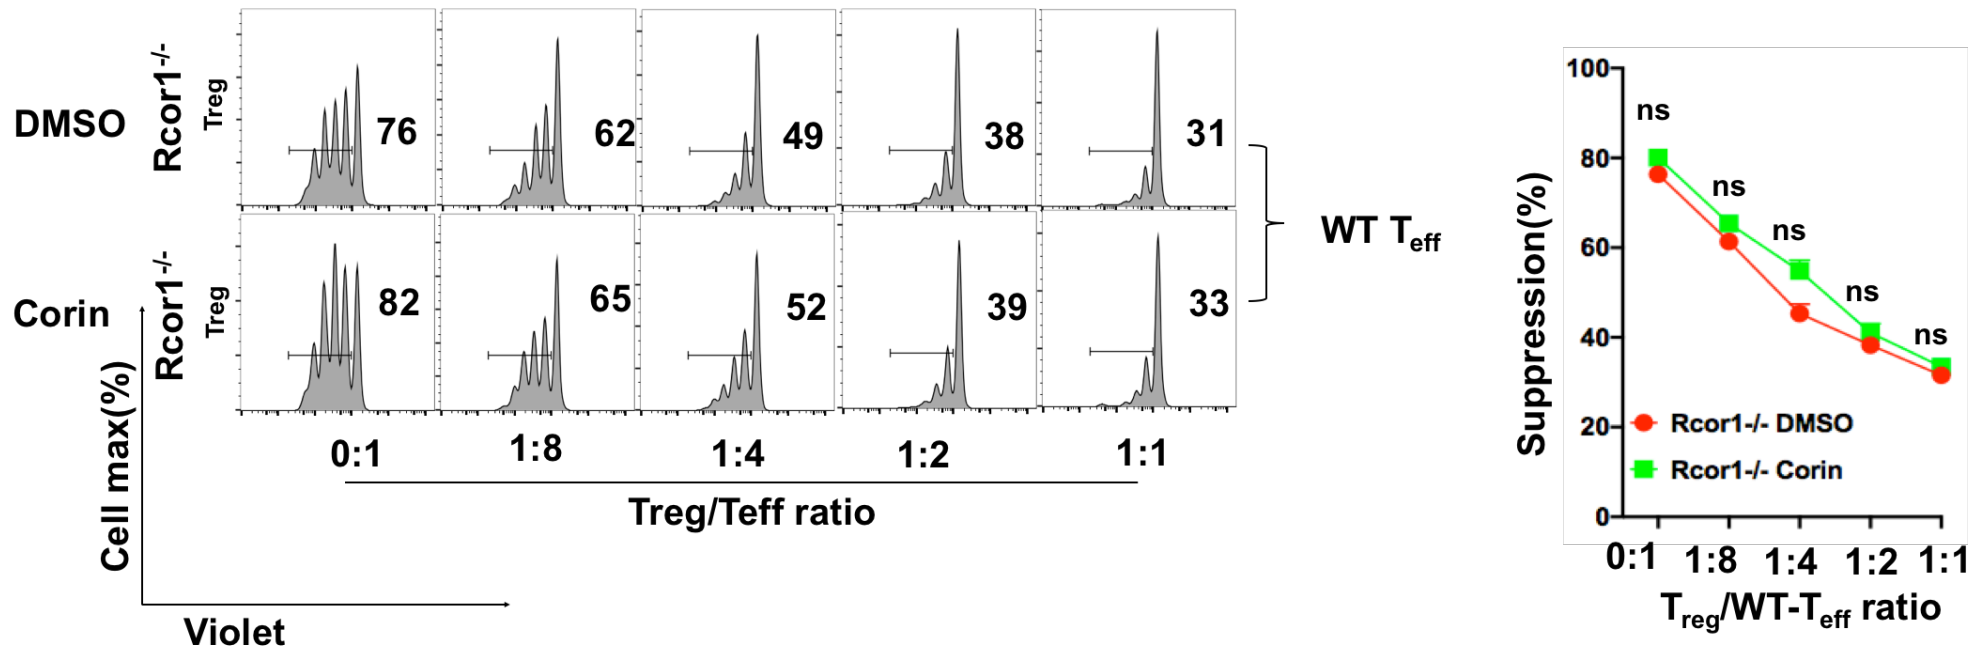 DMSO
Rcor1-/-
Treg
76
62
49
38
31
Corin
Rcor1-/-
Treg
82
65
52
39
33
WT Teff
Cell max(%)
Violet
0:1
1:8
1:4
1:2
1:1
Treg/Teff ratio
Suppression(%)
100
80
60
40
20
0
ns
ns
ns
ns
ns
Rcor1-/- DMSO
Rcor1-/- Corin
0:1
1:8
1:4
1:2
1:1
Treg/WT-Teff ratio